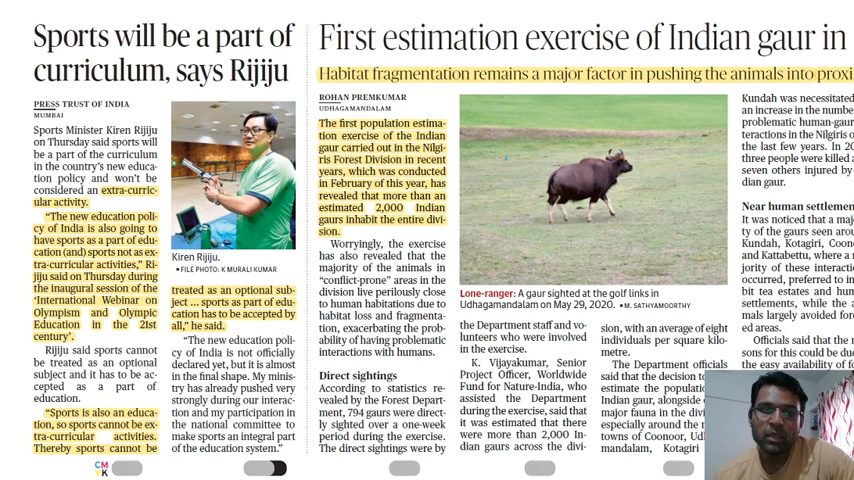 Sports will be a part of
curriculum, says Rijiju
PRESS TRUST OF INDIA
MUMBAI
Sports Minister Kiren Rijiju
on Thursday said sports will
be a part of the curriculum
in the country's new educa-
tion policy and won't be
considered an extra-curric-
ular activity.
"The new education poli-
cy of India is also going to
have sports as a part of edu-
cation (and) sports not as ex-
tra-curricular activities," Ri-
jiju said on Thursday during
the inaugural session of the
'International Webinar on
Olympism and Olympic
Education in the 21st
century'.
Rijiju said sports cannot
be treated as an optional
subject and it has to be ac-
cepted as a part of
education.
"Sports is also an educa-
tion, so sports cannot be ex-
tra-curricular activities.
Thereby sports cannot be
Kiren Rijiju.
• FILE PHOTO: K MURALI KUMAR
treated as an optional sub-
ject ... sports as part of edu-
cation has to be accepted by
all," he said.
"The new education poli-
cy of India is not officially
declared yet, but it is almost
in the final shape. My minis-
try has already pushed very
strongly during our interac-
tion and my participation in
the national committee to
make sports an integral part
of the education system."
CM
YK
First estimation exercise of Indian gaur in
Habitat fragmentation remains a major factor in pushing the animals into proxi
ROHAN PREMKUMAR
UDHAGAMANDALAM
The first population estima-
tion exercise of the Indian
gaur carried out in the Nilgi-
ris Forest Division in recent
years, which was conducted
in February of this year, has
revealed that more than an
estimated 2,000 Indian
gaurs inhabit the entire divi-
sion.
Worryingly, the exercise
has also revealed that the
majority of the animals in
"conflict-prone" areas in the
division live perilously close
to human habitations due to
habitat loss and fragmenta-
tion, exacerbating the prob-
ability of having problematic
interactions with humans.
Direct sightings
According to statistics re-
vealed by the Forest Depart-
ment, 794 gaurs were direct-
ly sighted over a one-week
period during the exercise.
The direct sightings were by
Lone-ranger: A gaur sighted at the golf links in
Udhagamandalam on May 29, 2020. • M. SATHYAMOORTHY
the Department staff and vo-
lunteers who were involved
in the exercise.
K. Vijayakumar, Senior
Project Officer, Worldwide
Fund for Nature-India, who
assisted the Department
during the exercise, said that
it was estimated that there
were more than 2,000 In-
dian gaurs across the divi-
sion, with an average of eight
individuals per square kilo-
metre.
The Department officials
said that the decision to
estimate the populati
Indian gaur, alongside
major fauna in the divi
especially around the
towns of Coonoor, Ud
mandalam, Kotagiri
Kundah was necessitated
an increase in the numbe
problematic human-gaur
teractions in the Nilgiris o
the last few years. In 20
three people were killed a
seven others injured by
dian gaur.
Near human settlemen
It was noticed that a maj
ty of the gaurs seen arou
Kundah, Kotagiri, Coono
and Kattabettu, where a
jority of these interactio
occurred, preferred to in
bit tea estates and hum
settlements, while the a
mals largely avoided fore
ed areas.
Officials said that the
sons for this could be du
the easy availability of fo